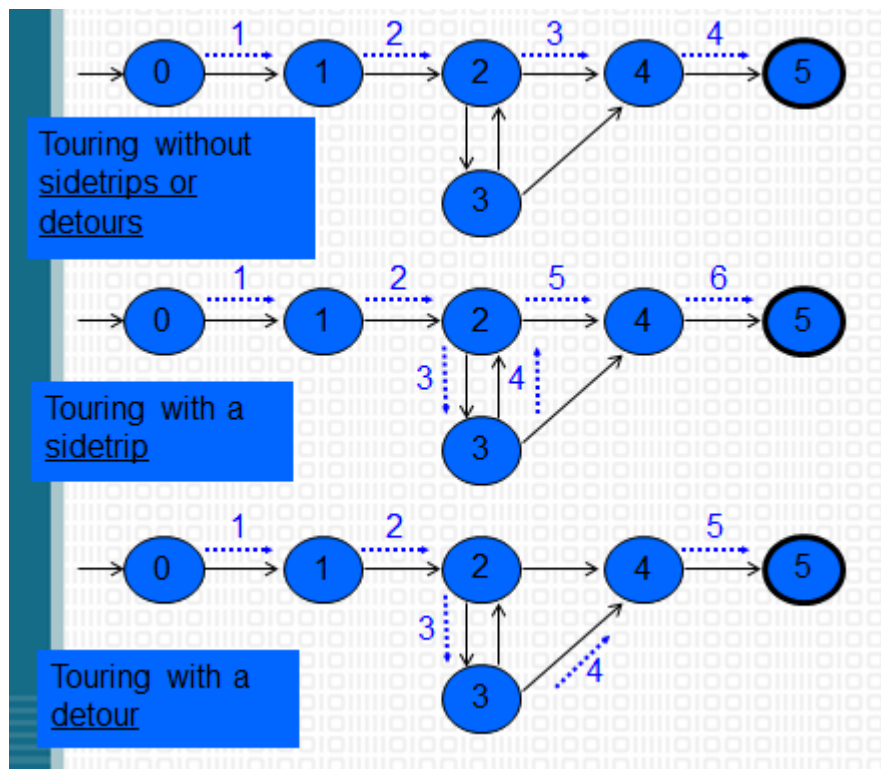 1 2 3 4
0 1 2 4 5
Touring without
sidetrips or
detours
3
1 2 5 6
0 1 2 4 5
3 4
Touring with a
sidetrip
3
1 2 5
0 1 2 4 5
3
Touring with a
detour
3 4